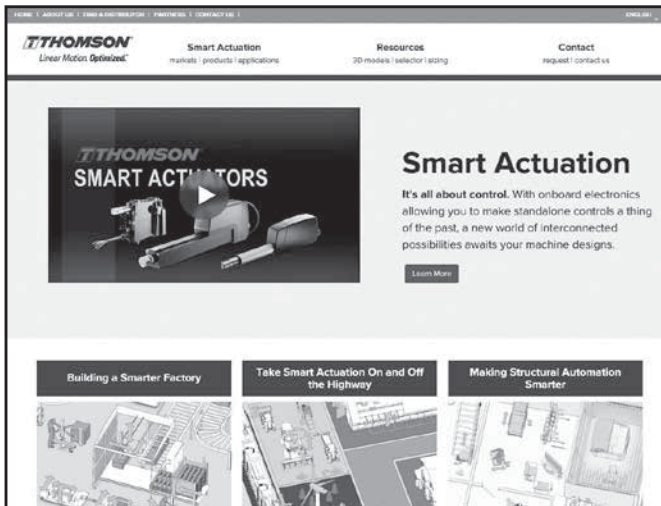 HOME | ABOUT US | FIND A DISTRIBUTOR | PARTNERS | CONTACT US |
ENGLISH
THOMSON
Linear Motion. Optimized.™
Smart Actuation
markets | products | applications
Resources
3D models | selector | sizing
Contact
request | contact us
THOMSON
SMART ACTUATORS
Smart Actuation
It's all about control. With onboard electronics
allowing you to make standalone controls a thing
of the past, a new world of interconnected
possibilities awaits your machine designs.
Learn More
Building a Smarter Factory
Take Smart Actuation On and Off
the Highway
Making Structural Automation
Smarter